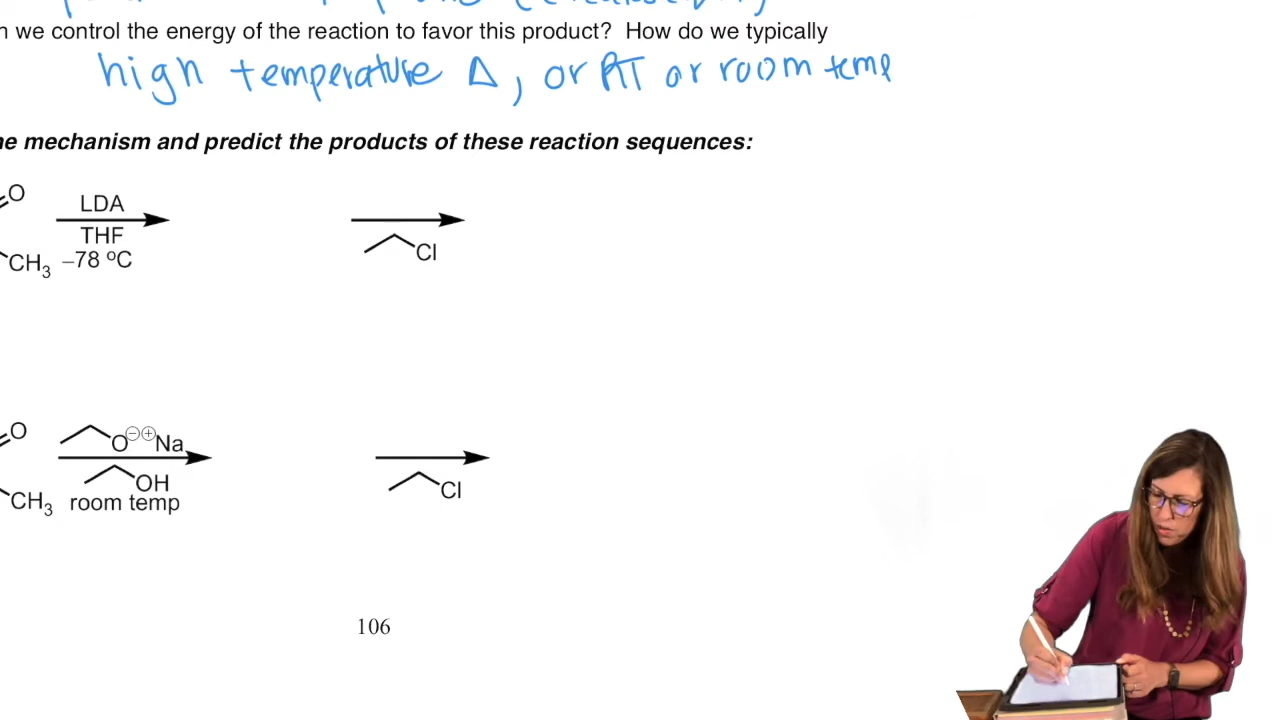 n we control the energy of the reaction to favor this product? How do we typically
high temperature Δ, or RT or room temp
he mechanism and predict the products of these reaction sequences:
O
LDA
THF
CH3 –78 ºC
Cl
O
O⊖⊕Na
OH
CH3 room temp
Cl
106